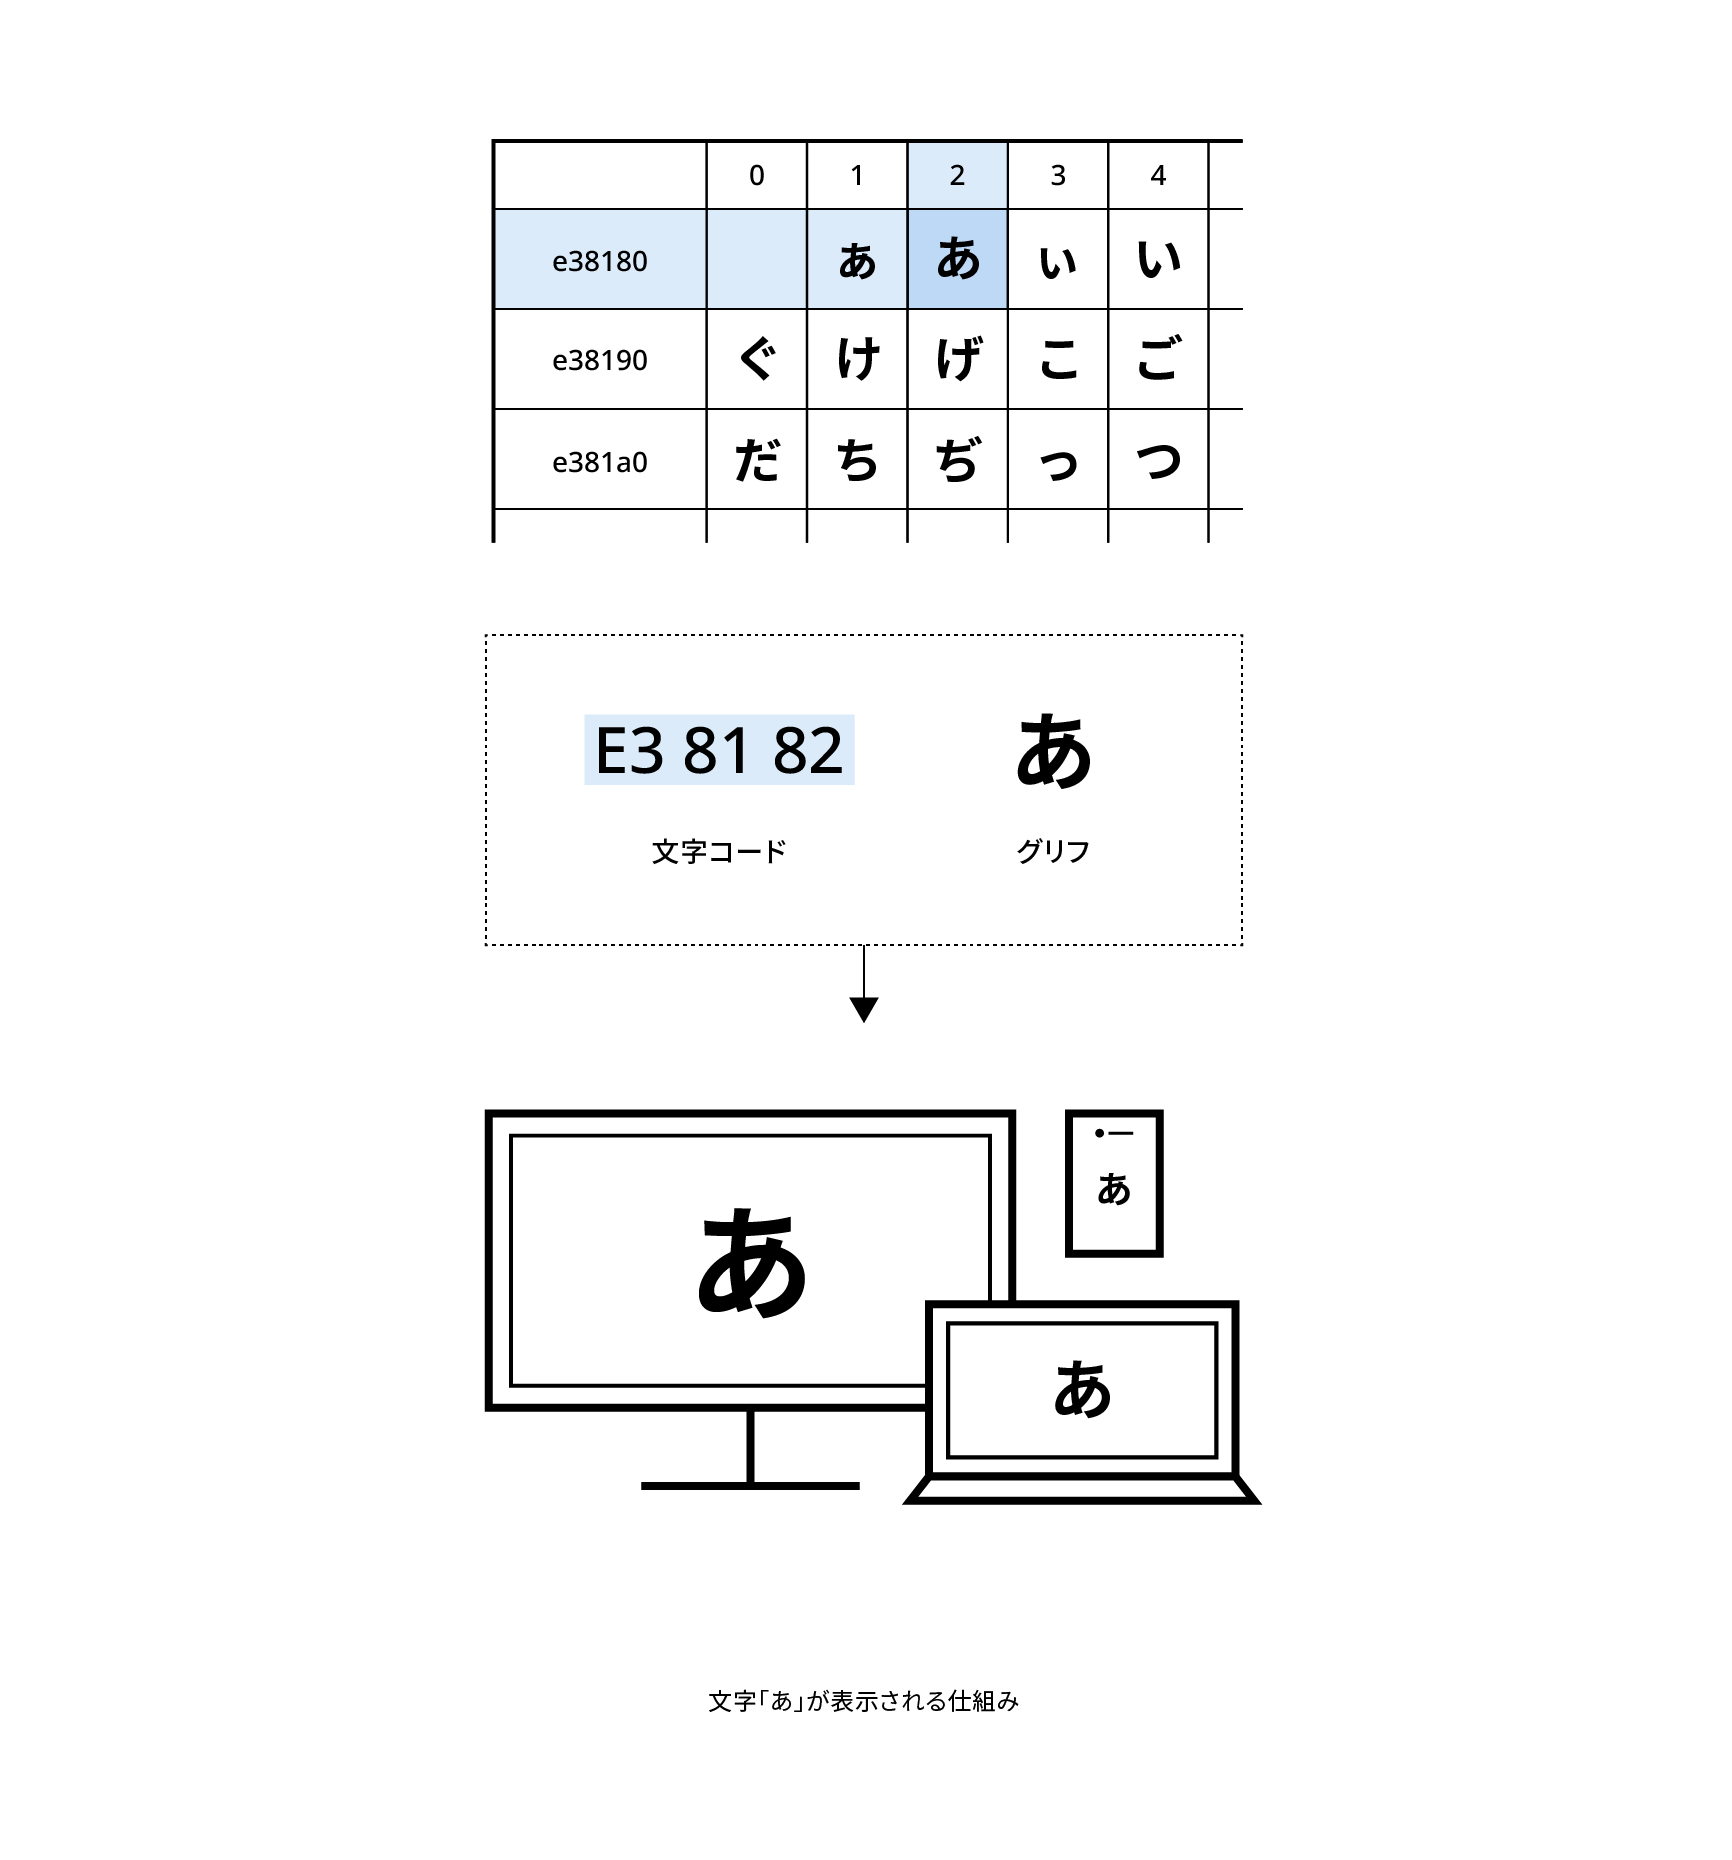 0 1 2 3 4
e38180 ぁ あ ぃ い
e38190 ぐ け げ こ ご
e381a0 だ ち ぢ っ つ
E3 81 82 あ
文字コード グリフ
あ
あ
あ
文字「あ」が表示される仕組み